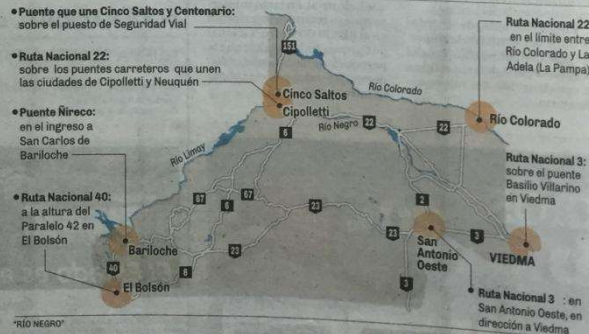 • Puente que une Cinco Saltos y Centenario:
sobre el puesto de Seguridad Vial
• Ruta Nacional 22:
sobre los puentes carreteros que unen
las ciudades de Cipolletti y Neuquén
• Puente Ñireco:
en el ingreso a
San Carlos de
Bariloche
• Ruta Nacional 40:
a la altura del
Paralelo 42 en
El Bolsón
Ruta Nacional 22
en el límite entre
Río Colorado y La
Adela (La Pampa)
Ruta Nacional 3:
sobre el puente
Basilio Villarino
en Viedma
• Ruta Nacional 3 : en
San Antonio Oeste, en
dirección a Viedma
151
Cinco Saltos
Cipolletti
Río Colorado
Río Colorado
6
Río Negro
22
22
Río Limay
67
67
6
2
23
23
23
6
3
3
40
Bariloche
El Bolsón
San
Antonio
Oeste
VIEDMA
"RÍO NEGRO"